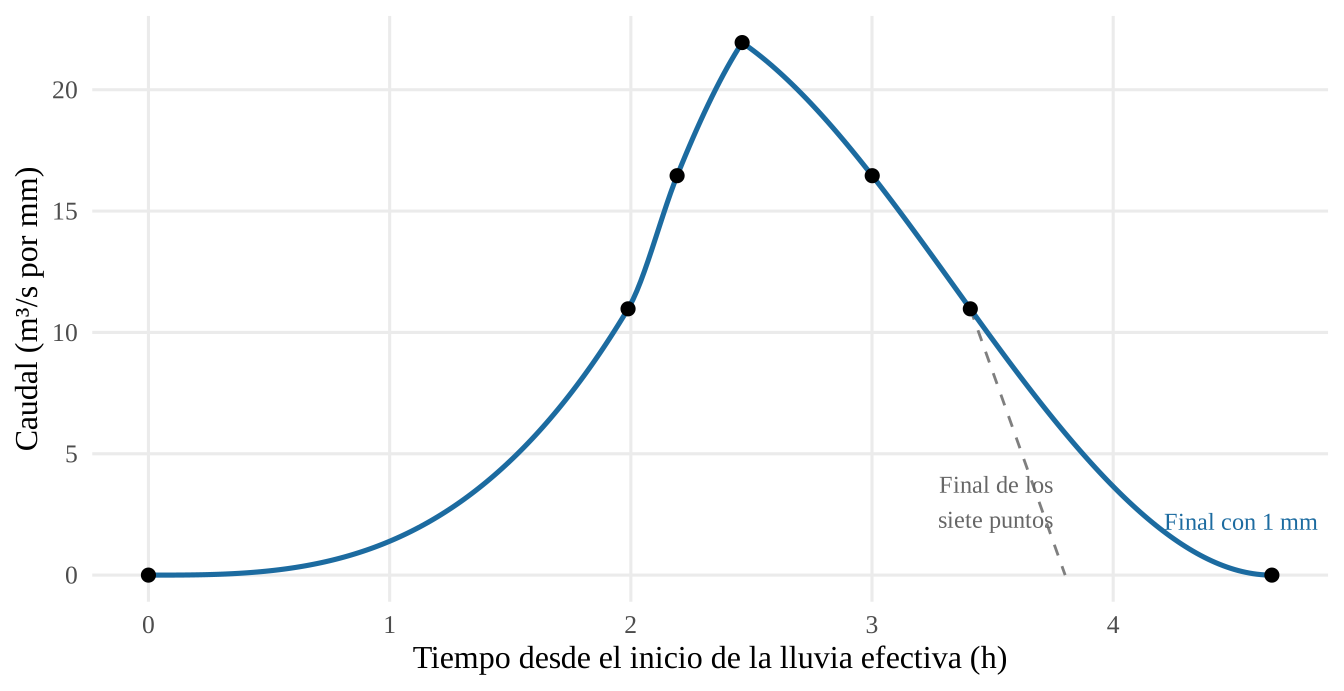 20
15
10
5
0
Caudal (m³/s por mm)
Final de los
siete puntos
Final con 1 mm
0 1 2 3 4
Tiempo desde el inicio de la lluvia efectiva (h)